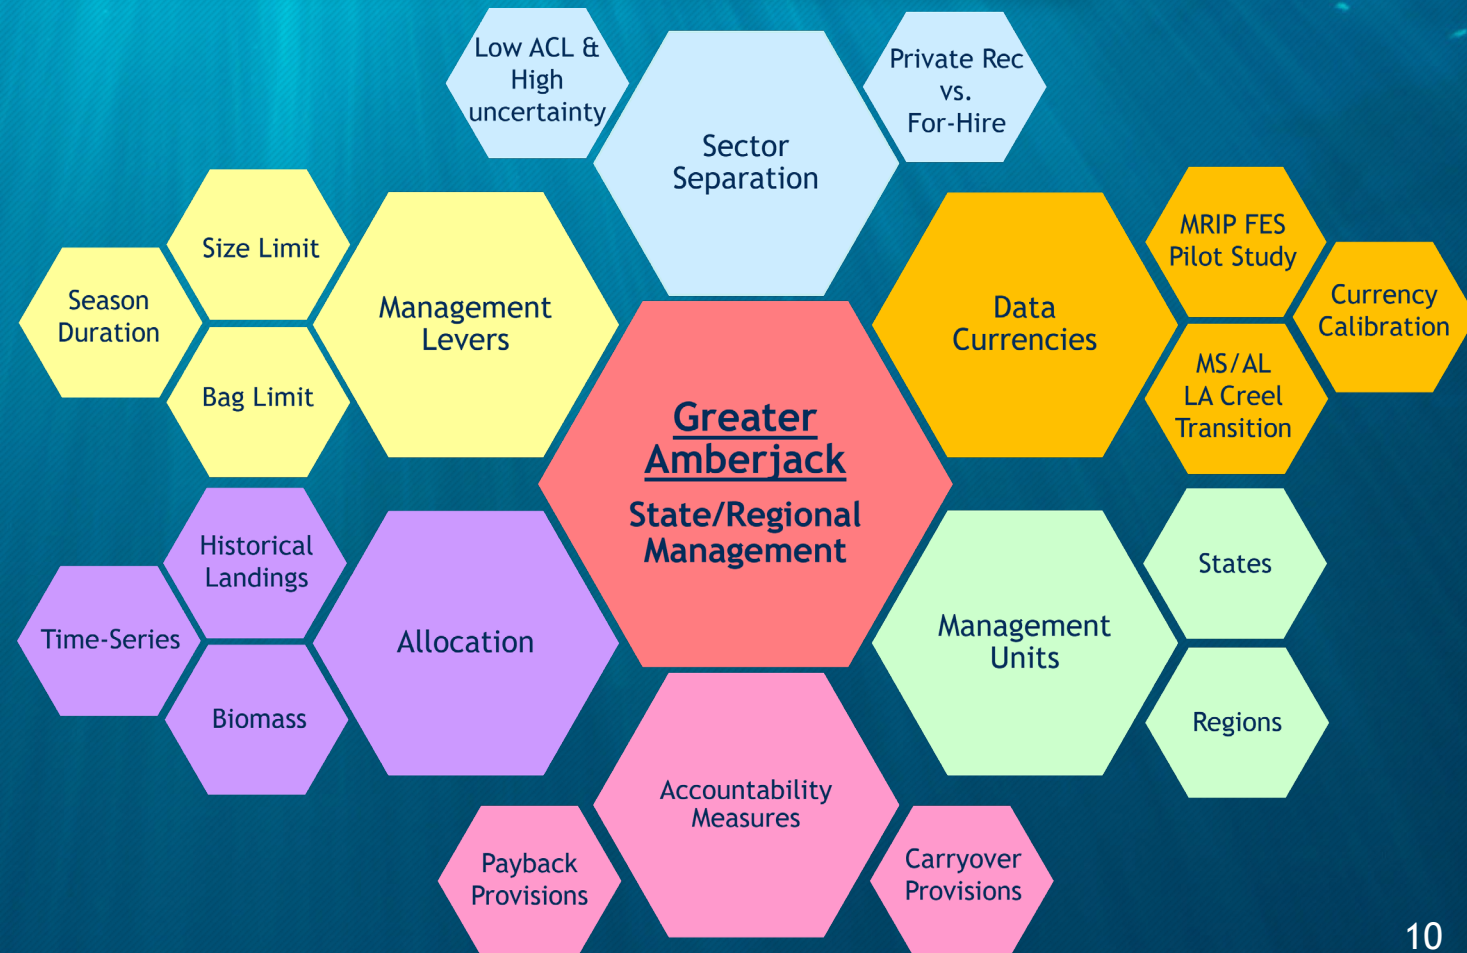 Low ACL &
High
uncertainty
Sector
Separation
Private Rec
vs.
For-Hire
Size Limit
Season
Duration
Bag Limit
Management
Levers
Data
Currencies
MRIP FES
Pilot Study
Currency
Calibration
MS/AL
LA Creel
Transition
Greater
Amberjack
State/Regional
Management
Historical
Landings
Time-Series
Biomass
Allocation
Management
Units
States
Regions
Accountability
Measures
Payback
Provisions
Carryover
Provisions
10